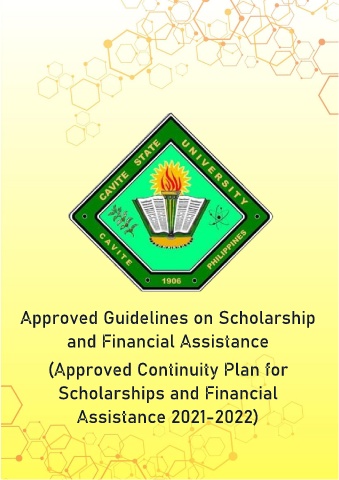 CAVITE STATE UNIVERSITY
CAVITE
PHILIPPINES
1906
Approved Guidelines on Scholarship
and Financial Assistance
(Approved Continuity Plan for
Scholarships and Financial
Assistance 2021-2022)